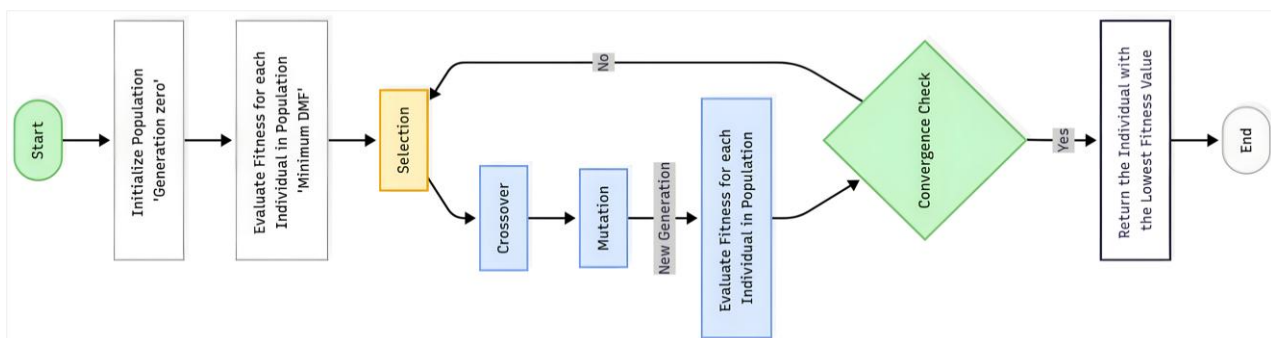 Start
Initialize Population
'Generation zero'
Evaluate Fitness for each
Individual in Population
'Minimum DMF'
Selection
Crossover
Mutation
New Generation
Evaluate Fitness for each
Individual in Population
Convergence Check
No
Yes
Return the Individual with
the Lowest Fitness Value
End